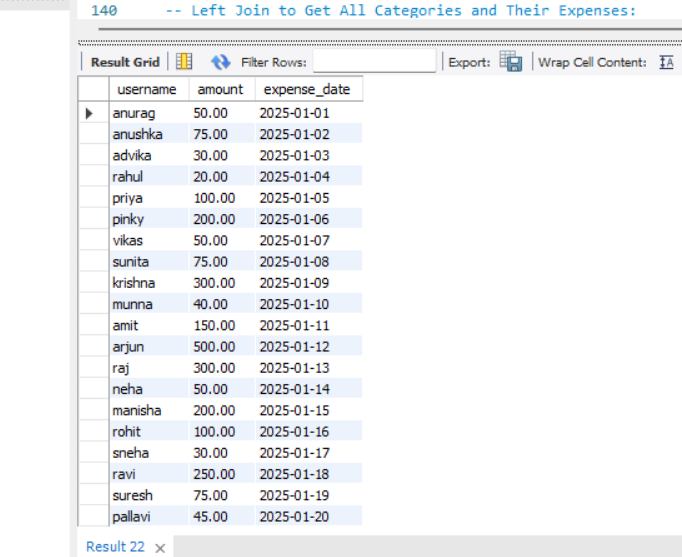 140 -- Left Join to Get All Categories and Their Expenses:
Result Grid Filter Rows: Export: Wrap Cell Content: IA
username amount expense_date
anurag 50.00 2025-01-01
anushka 75.00 2025-01-02
advika 30.00 2025-01-03
rahul 20.00 2025-01-04
priya 100.00 2025-01-05
pinky 200.00 2025-01-06
vikas 50.00 2025-01-07
sunita 75.00 2025-01-08
krishna 300.00 2025-01-09
munna 40.00 2025-01-10
amit 150.00 2025-01-11
arjun 500.00 2025-01-12
raj 300.00 2025-01-13
neha 50.00 2025-01-14
manisha 200.00 2025-01-15
rohit 100.00 2025-01-16
sneha 30.00 2025-01-17
ravi 250.00 2025-01-18
suresh 75.00 2025-01-19
pallavi 45.00 2025-01-20
Result 22